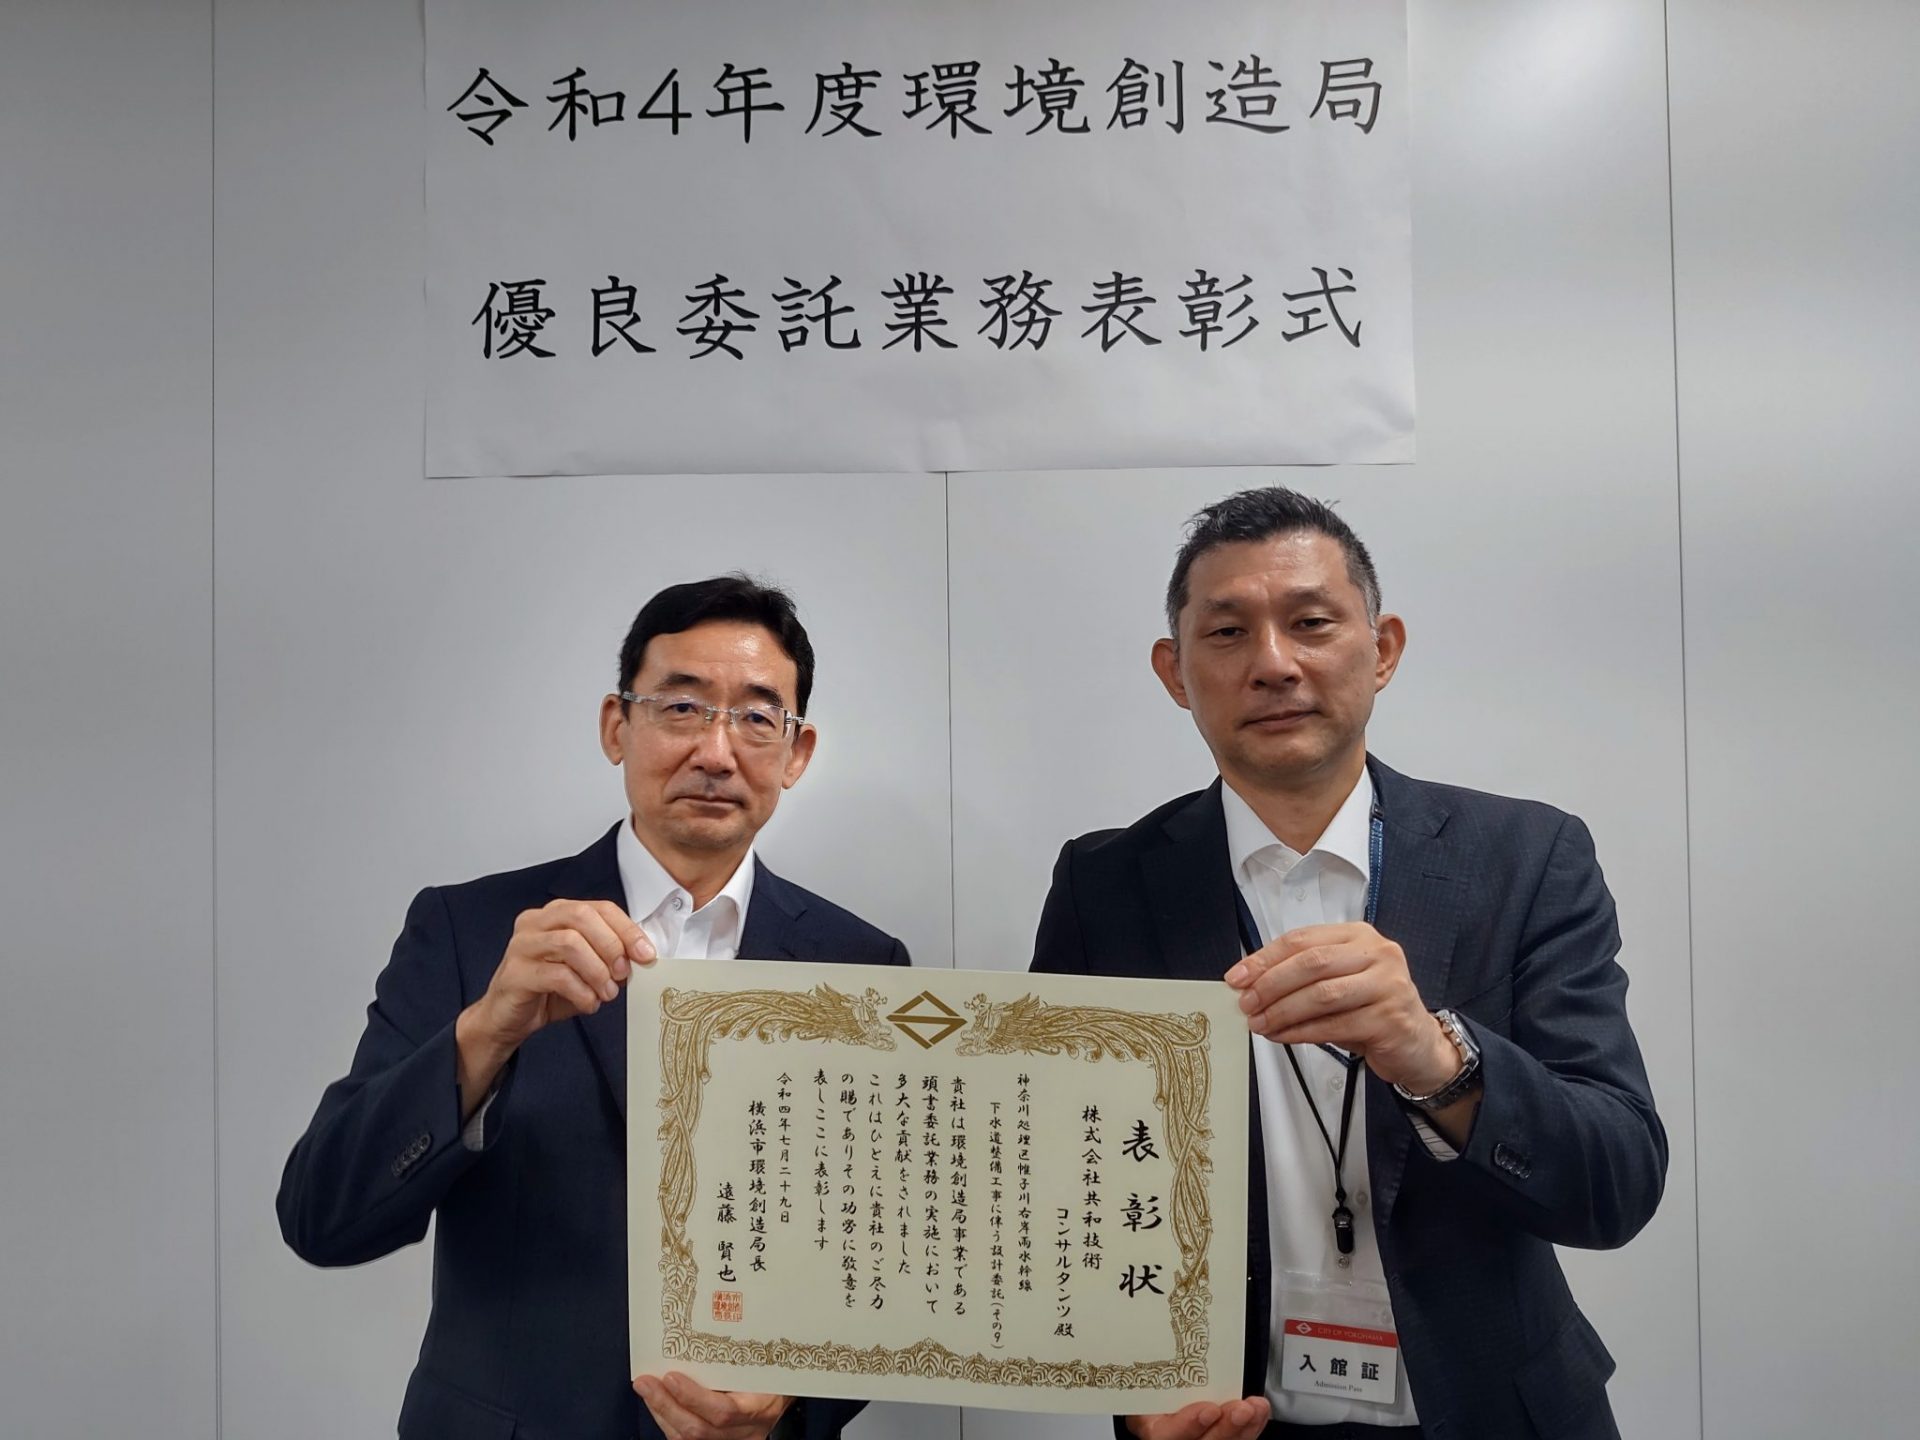 令和4年度環境創造局
優良委託業務表彰式
表彰状
株式会社共和技術
コンサルタンツ殿
神奈川処理区帷子川右岸雨水幹線
下水道整備工事に伴う設計委託(その9)
貴社は環境創造局事業である
頭書委託業務の実施において
多大な貢献をされました
これはひとえに貴社のご尽力
の賜でありその功労に敬意を
表しここに表彰します
令和四年七月二十九日
横浜市環境創造局長
遠藤賢也
CITY OF YOKOHAMA
入館証
Admission Pass